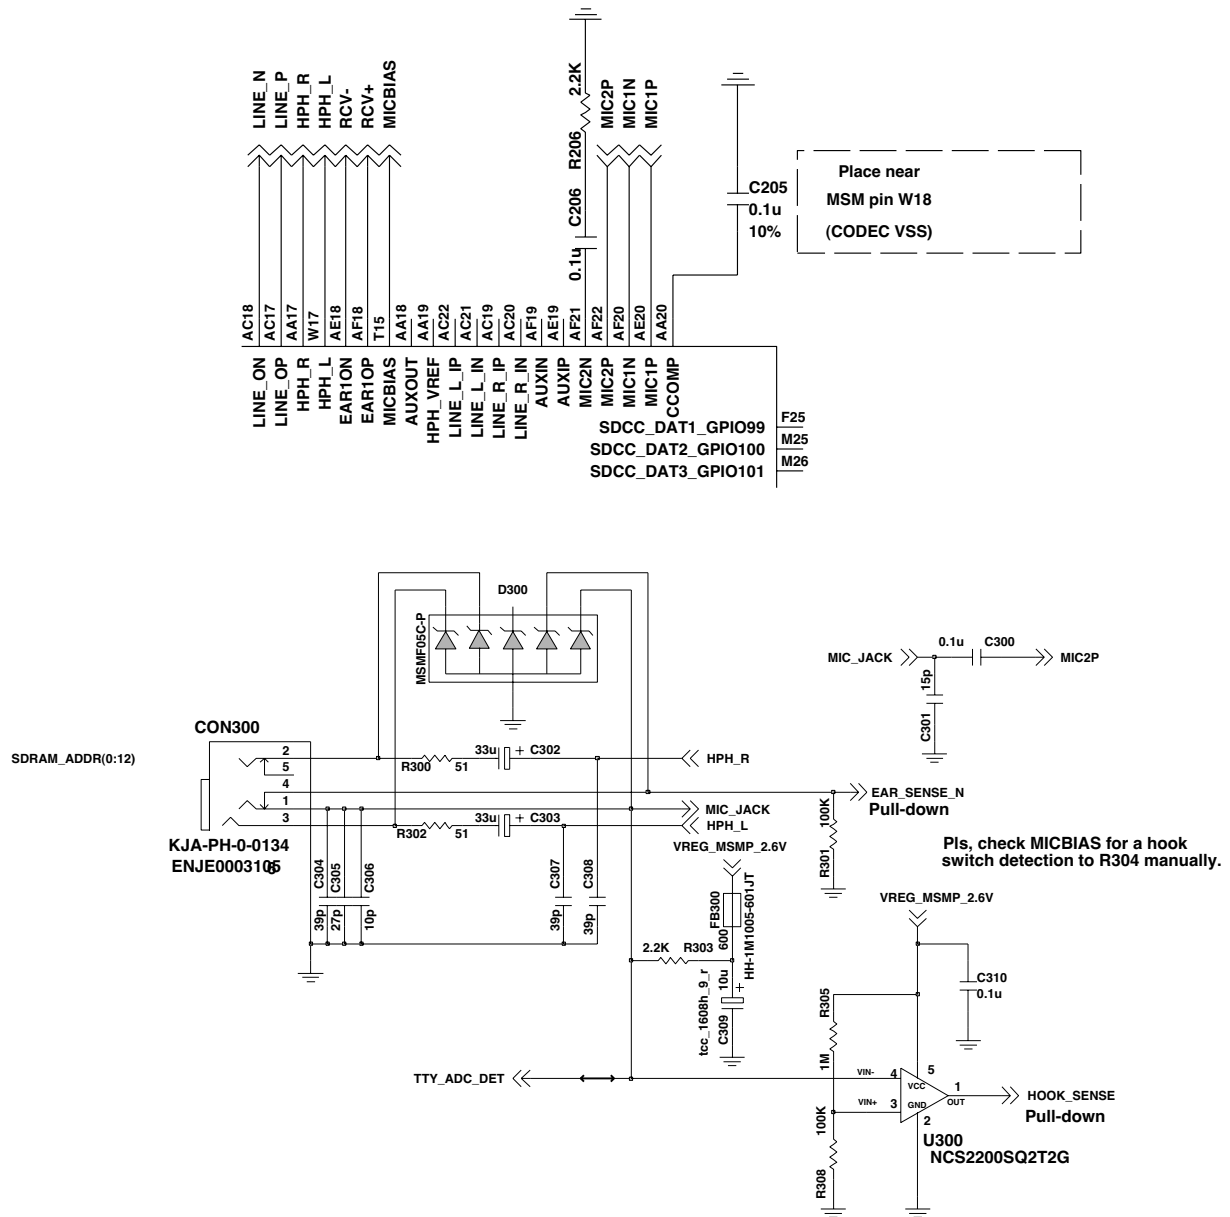 LINE_N
LINE_P
HPH_R
HPH_L
RCV-
RCV+
MICBIAS
2.2K
R206
C206
0.1u
MIC2P
MIC1N
MIC1P
C205
0.1u
10%
Place near
MSM pin W18
(CODEC VSS)
AC18
AC17
AA17
W17
AE18
AF18
T15
AA18
AA19
AC22
AC21
AC19
AC20
AF19
AE19
AF21
AF22
AF20
AE20
AA20
LINE_ON
LINE_OP
HPH_R
HPH_L
EAR1ON
EAR1OP
MICBIAS
AUXOUT
HPH_VREF
LINE_L_IP
LINE_L_IN
LINE_R_IP
LINE_R_IN
AUXIN
AUXIP
MIC2N
MIC2P
MIC1N
MIC1P
CCOMP
SDCC_DAT1_GPIO99 F25
SDCC_DAT2_GPIO100 M25
SDCC_DAT3_GPIO101 M26
D300
MSMF05C-P
MIC_JACK
0.1u C300
MIC2P
15p
C301
CON300
SDRAM_ADDR(0:12)
2
5
4
1
3
R300 51
33u + C302
HPH_R
MIC_JACK
R302 51
33u + C303
HPH_L
EAR_SENSE_N
Pull-down
100K
R301
KJA-PH-0-0134
ENJE0003106
C304
39p
C305
27p
C306
10p
C307
39p
C308
39p
VREG_MSMP_2.6V
FB300
600
HH-1M1005-601JT
2.2K R303
10u
+
C309
tcc_1608h_9_r
Pls, check MICBIAS for a hook
switch detection to R304 manually.
VREG_MSMP_2.6V
C310
0.1u
R305
1M
TTY_ADC_DET
VIN- 4
VIN+ 3
5
VCC
GND
2
1
OUT
HOOK_SENSE
Pull-down
100K
R308
U300
NCS2200SQ2T2G